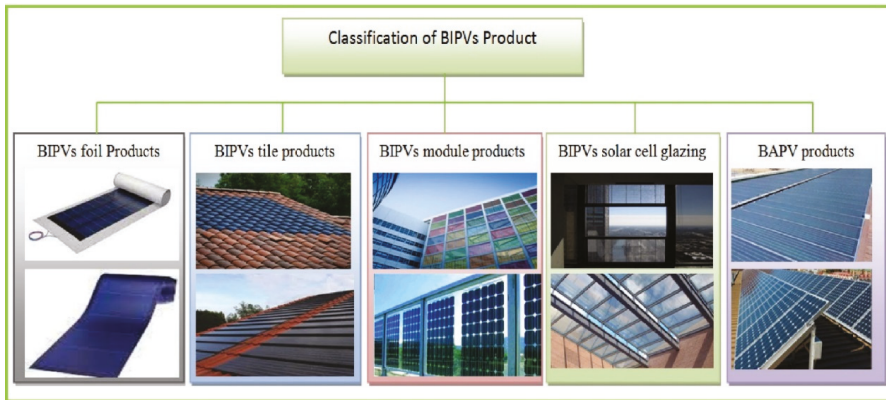 Classification of BIPVs Product
BIPVs foil Products
BIPVs tile products
BIPVs module products
BIPVs solar cell glazing
BAPV products